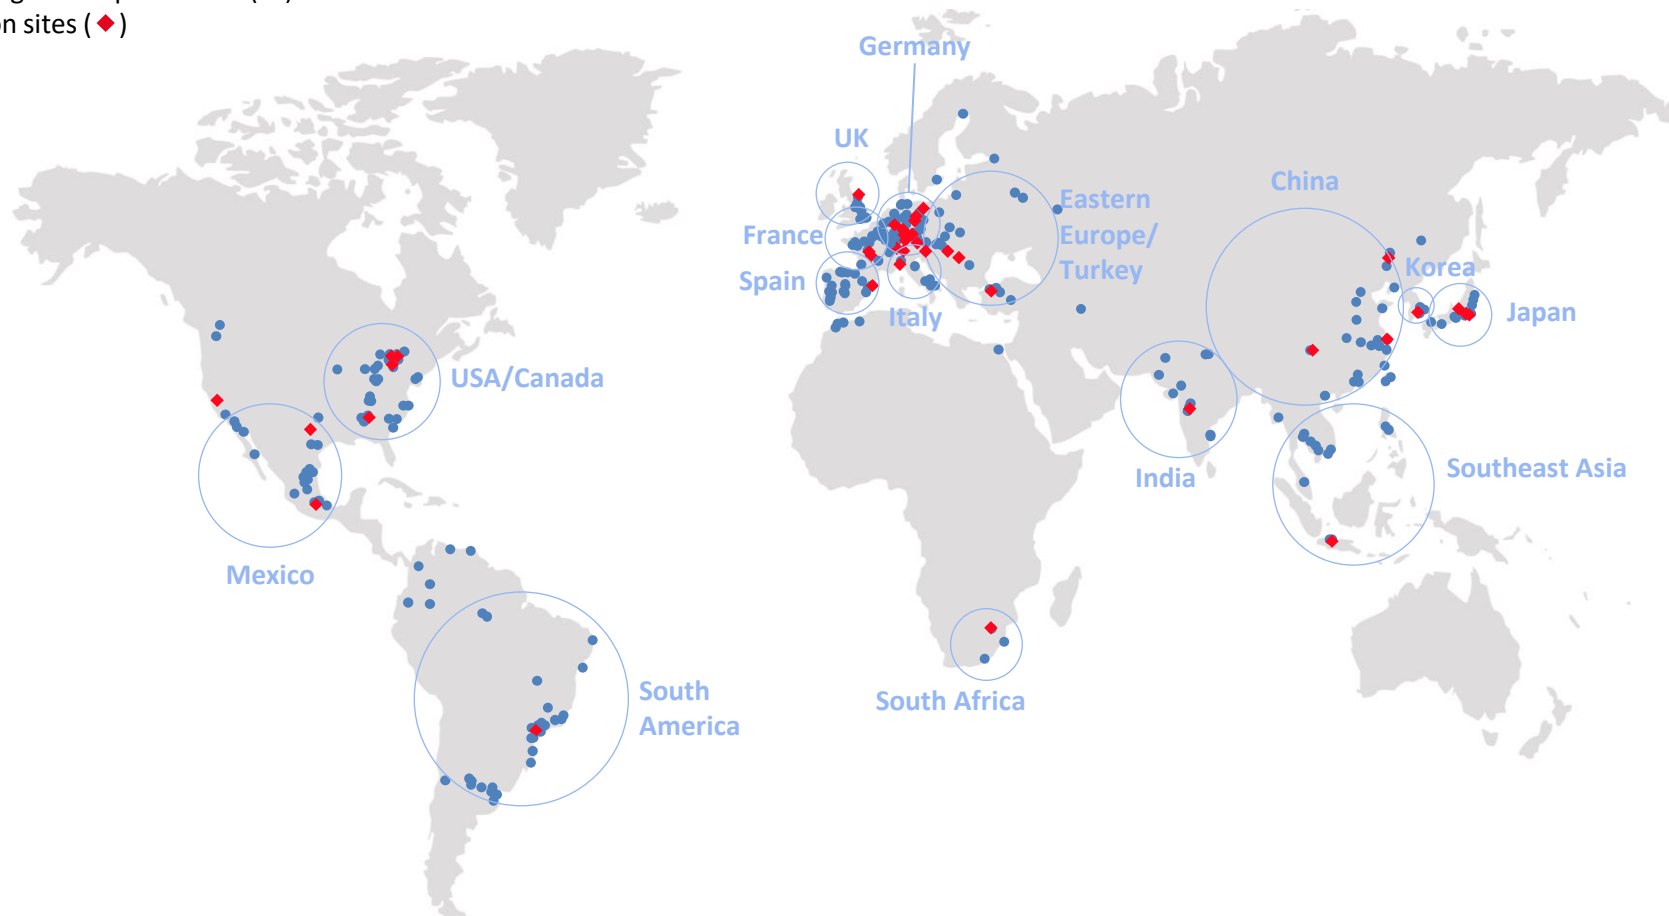 on sites (♦)
Germany
UK
China
Eastern
Europe/
Turkey
France
Spain
Korea
Italy
Japan
USA/Canada
Southeast Asia
India
Mexico
South
America
South Africa